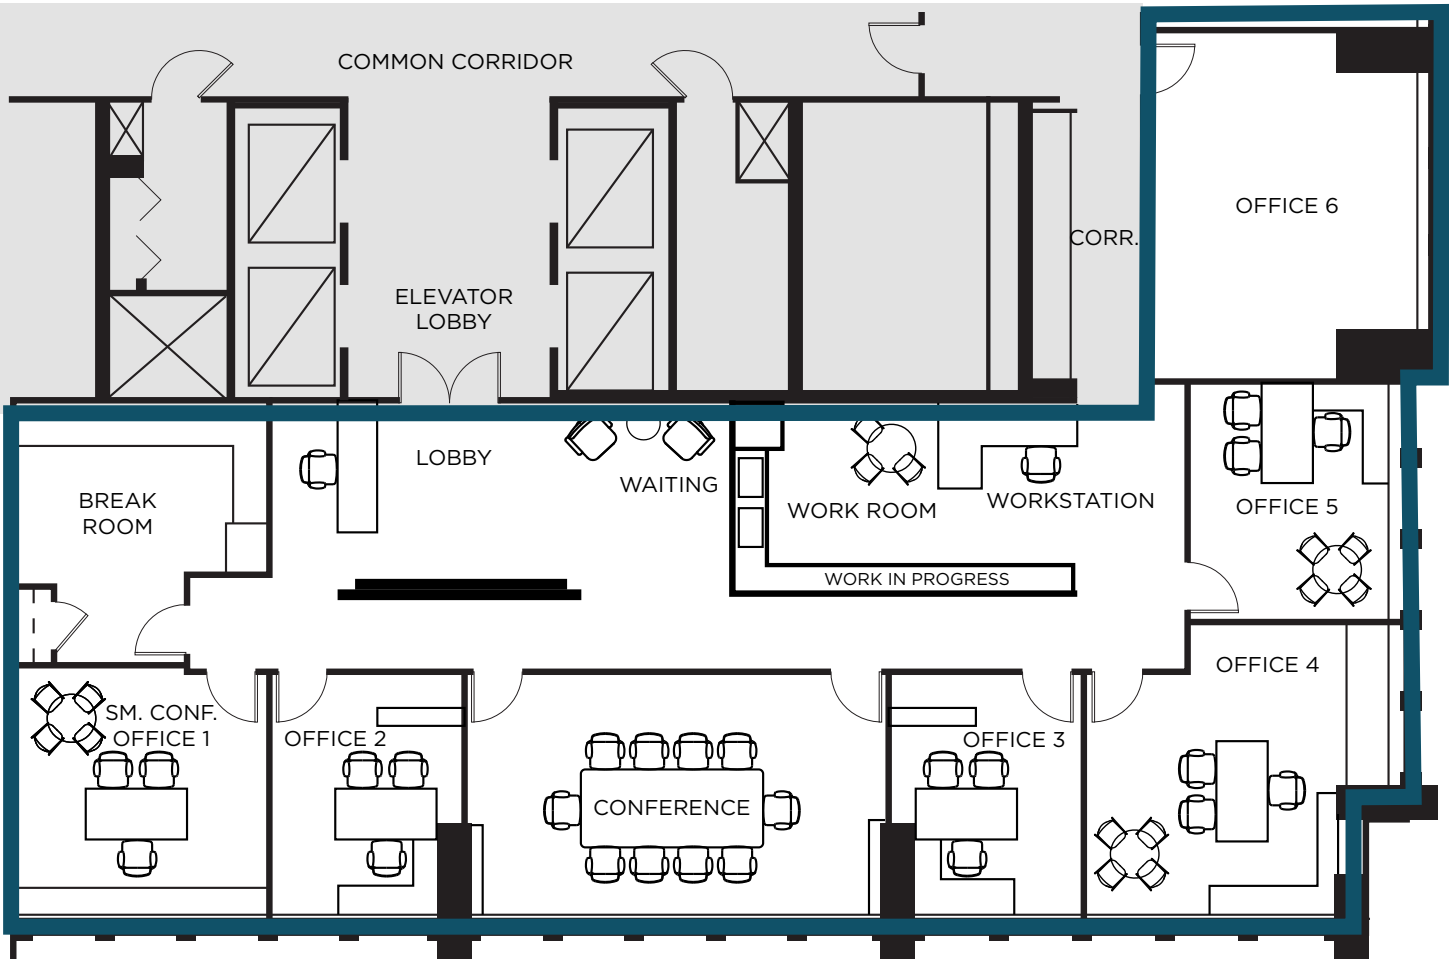 COMMON CORRIDOR
OFFICE 6
CORR.
ELEVATOR
LOBBY
LOBBY
WAITING
BREAK
ROOM
WORK ROOM
WORKSTATION
OFFICE 5
WORK IN PROGRESS
OFFICE 4
SM. CONF.
OFFICE 1
OFFICE 2
OFFICE 3
CONFERENCE